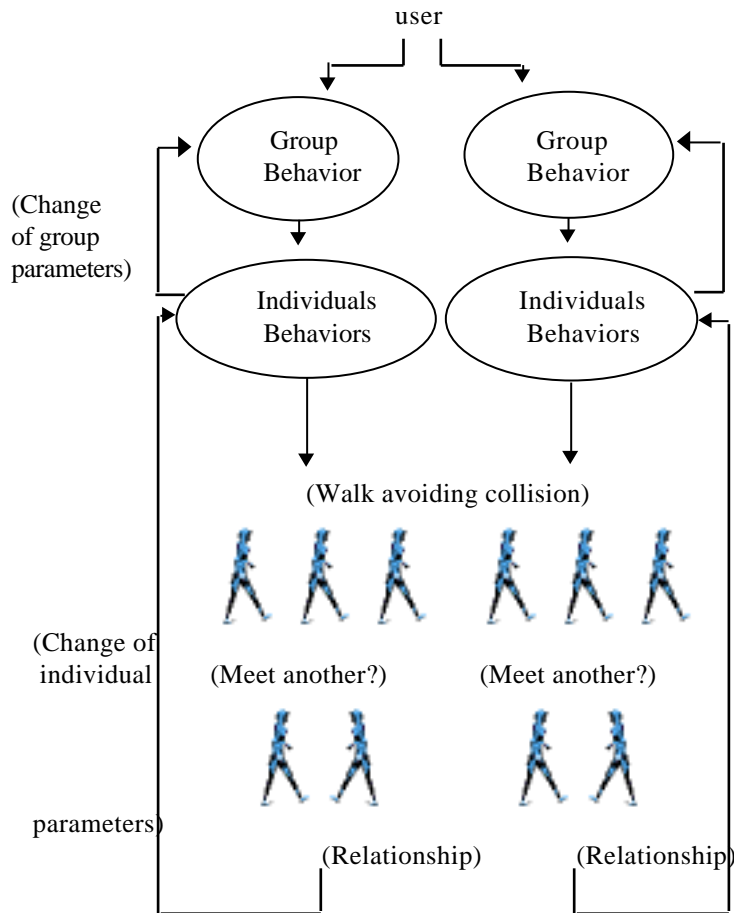 user
Group
Behavior
Group
Behavior
(Change
of group
parameters)
Individuals
Behaviors
Individuals
Behaviors
(Walk avoiding collision)
(Change of
individual
parameters)
(Meet another?)
(Meet another?)
(Relationship)
(Relationship)